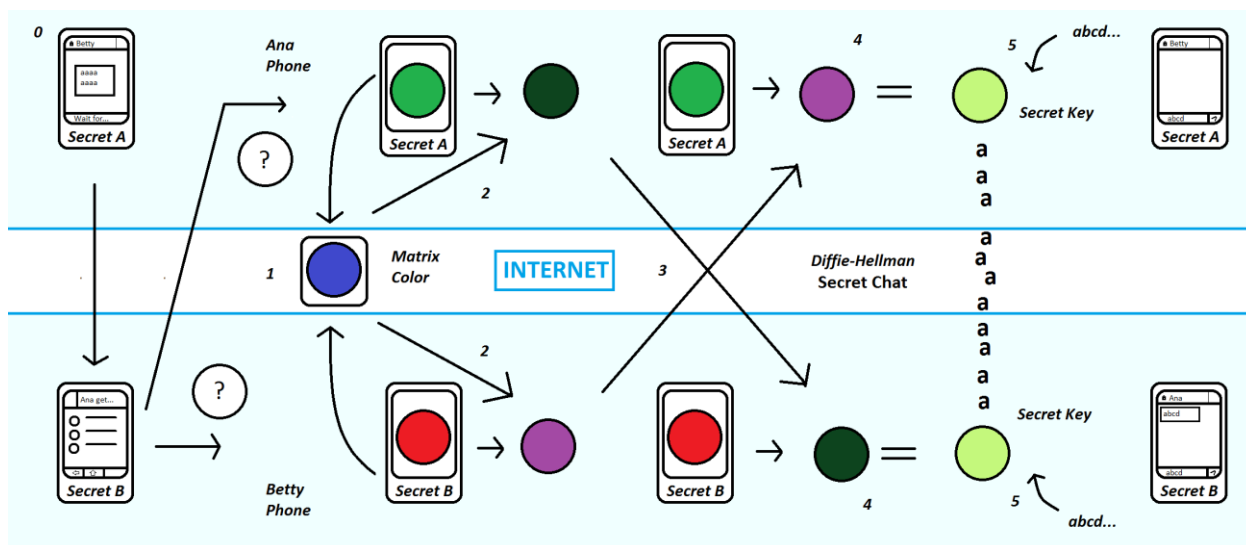 0
Betty
aaaa
aaaa
Wait for...
Secret A
?
Ana
Phone
Secret A
2
Secret A
4
5
abcd...
Secret Key
Betty
abcd
Secret A
1
Matrix
Color
INTERNET
3
Diffie-Hellman
Secret Chat
a
a
a
a
a
a
a
a
a
a
a
Ana get...
Secret B
?
Betty
Phone
2
Secret B
Secret B
4
Secret Key
5
abcd...
Ana
abcd
abcd
Secret B